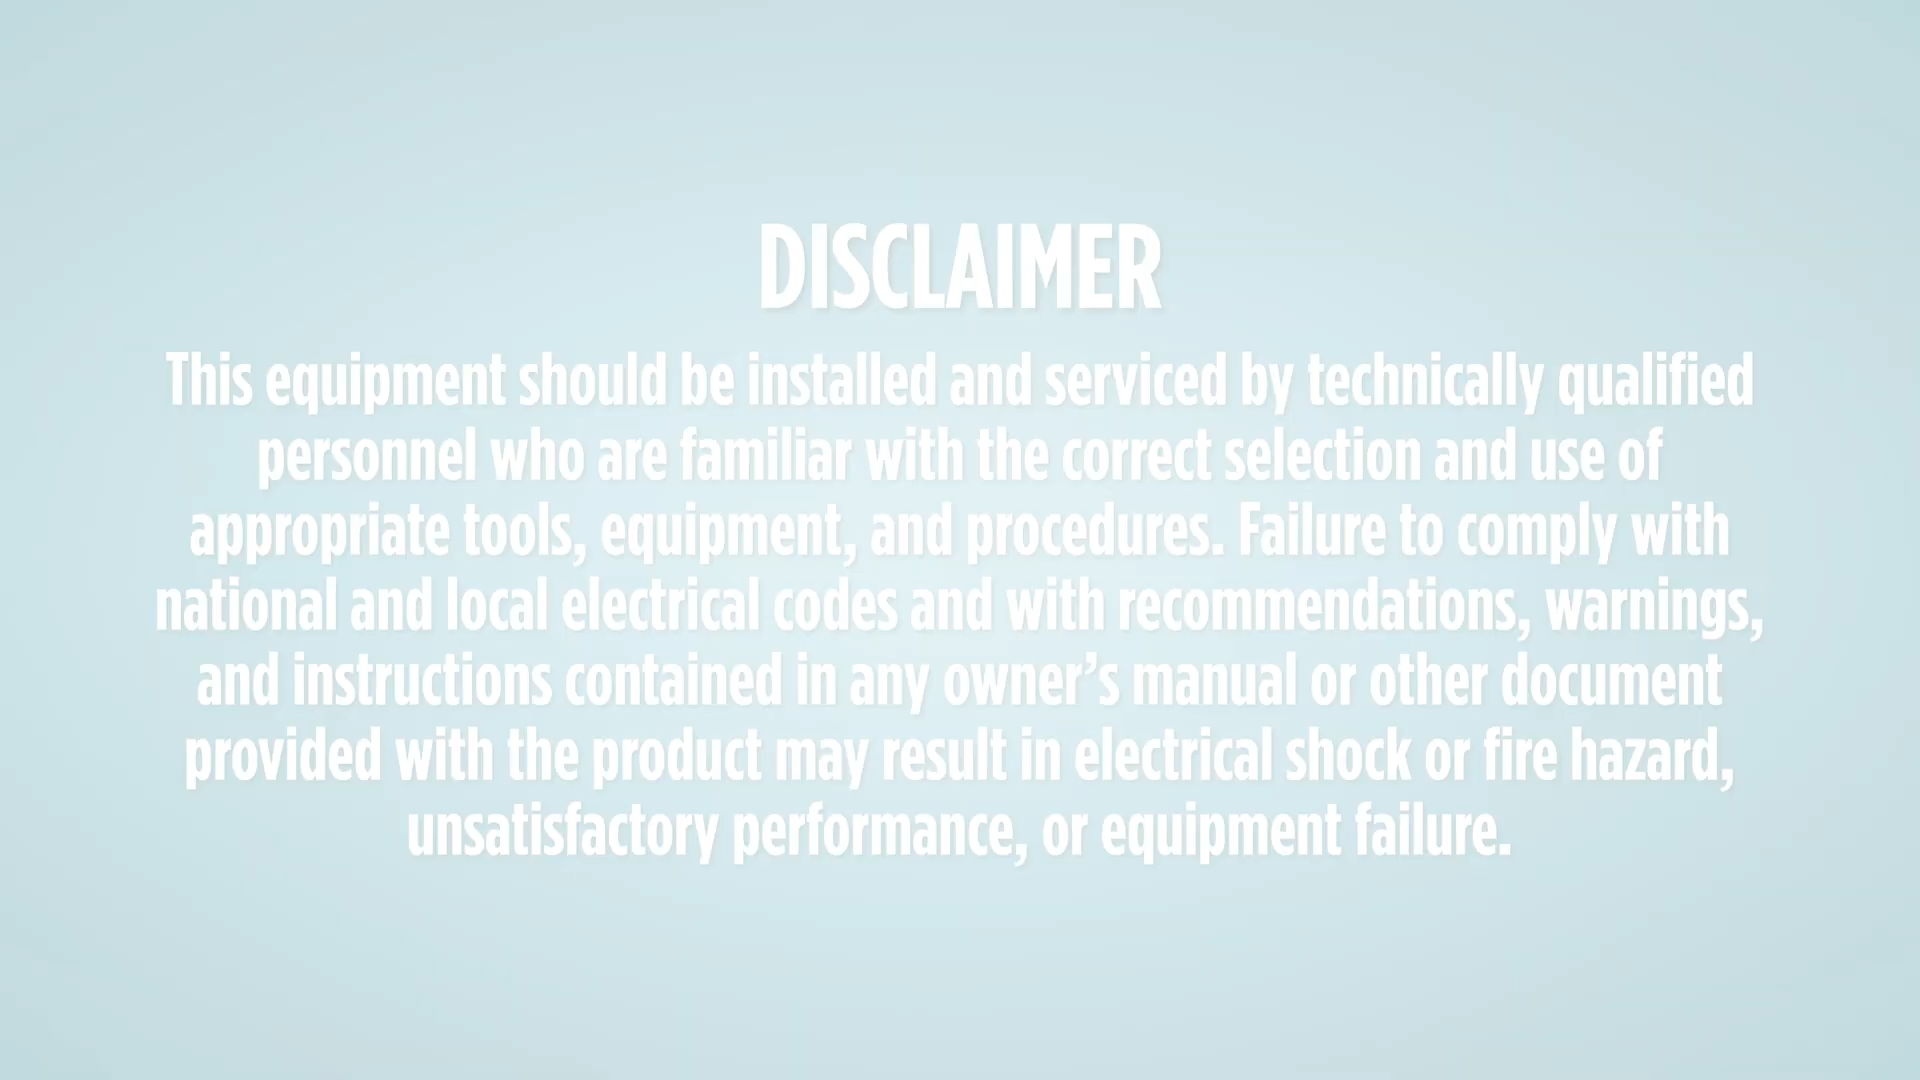 DISCLAIMER
This equipment should be installed and serviced by technically qualified
personnel who are familiar with the correct selection and use of
appropriate tools, equipment, and procedures. Failure to comply with
national and local electrical codes and with recommendations, warnings,
and instructions contained in any owner’s manual or other document
provided with the product may result in electrical shock or fire hazard,
unsatisfactory performance, or equipment failure.